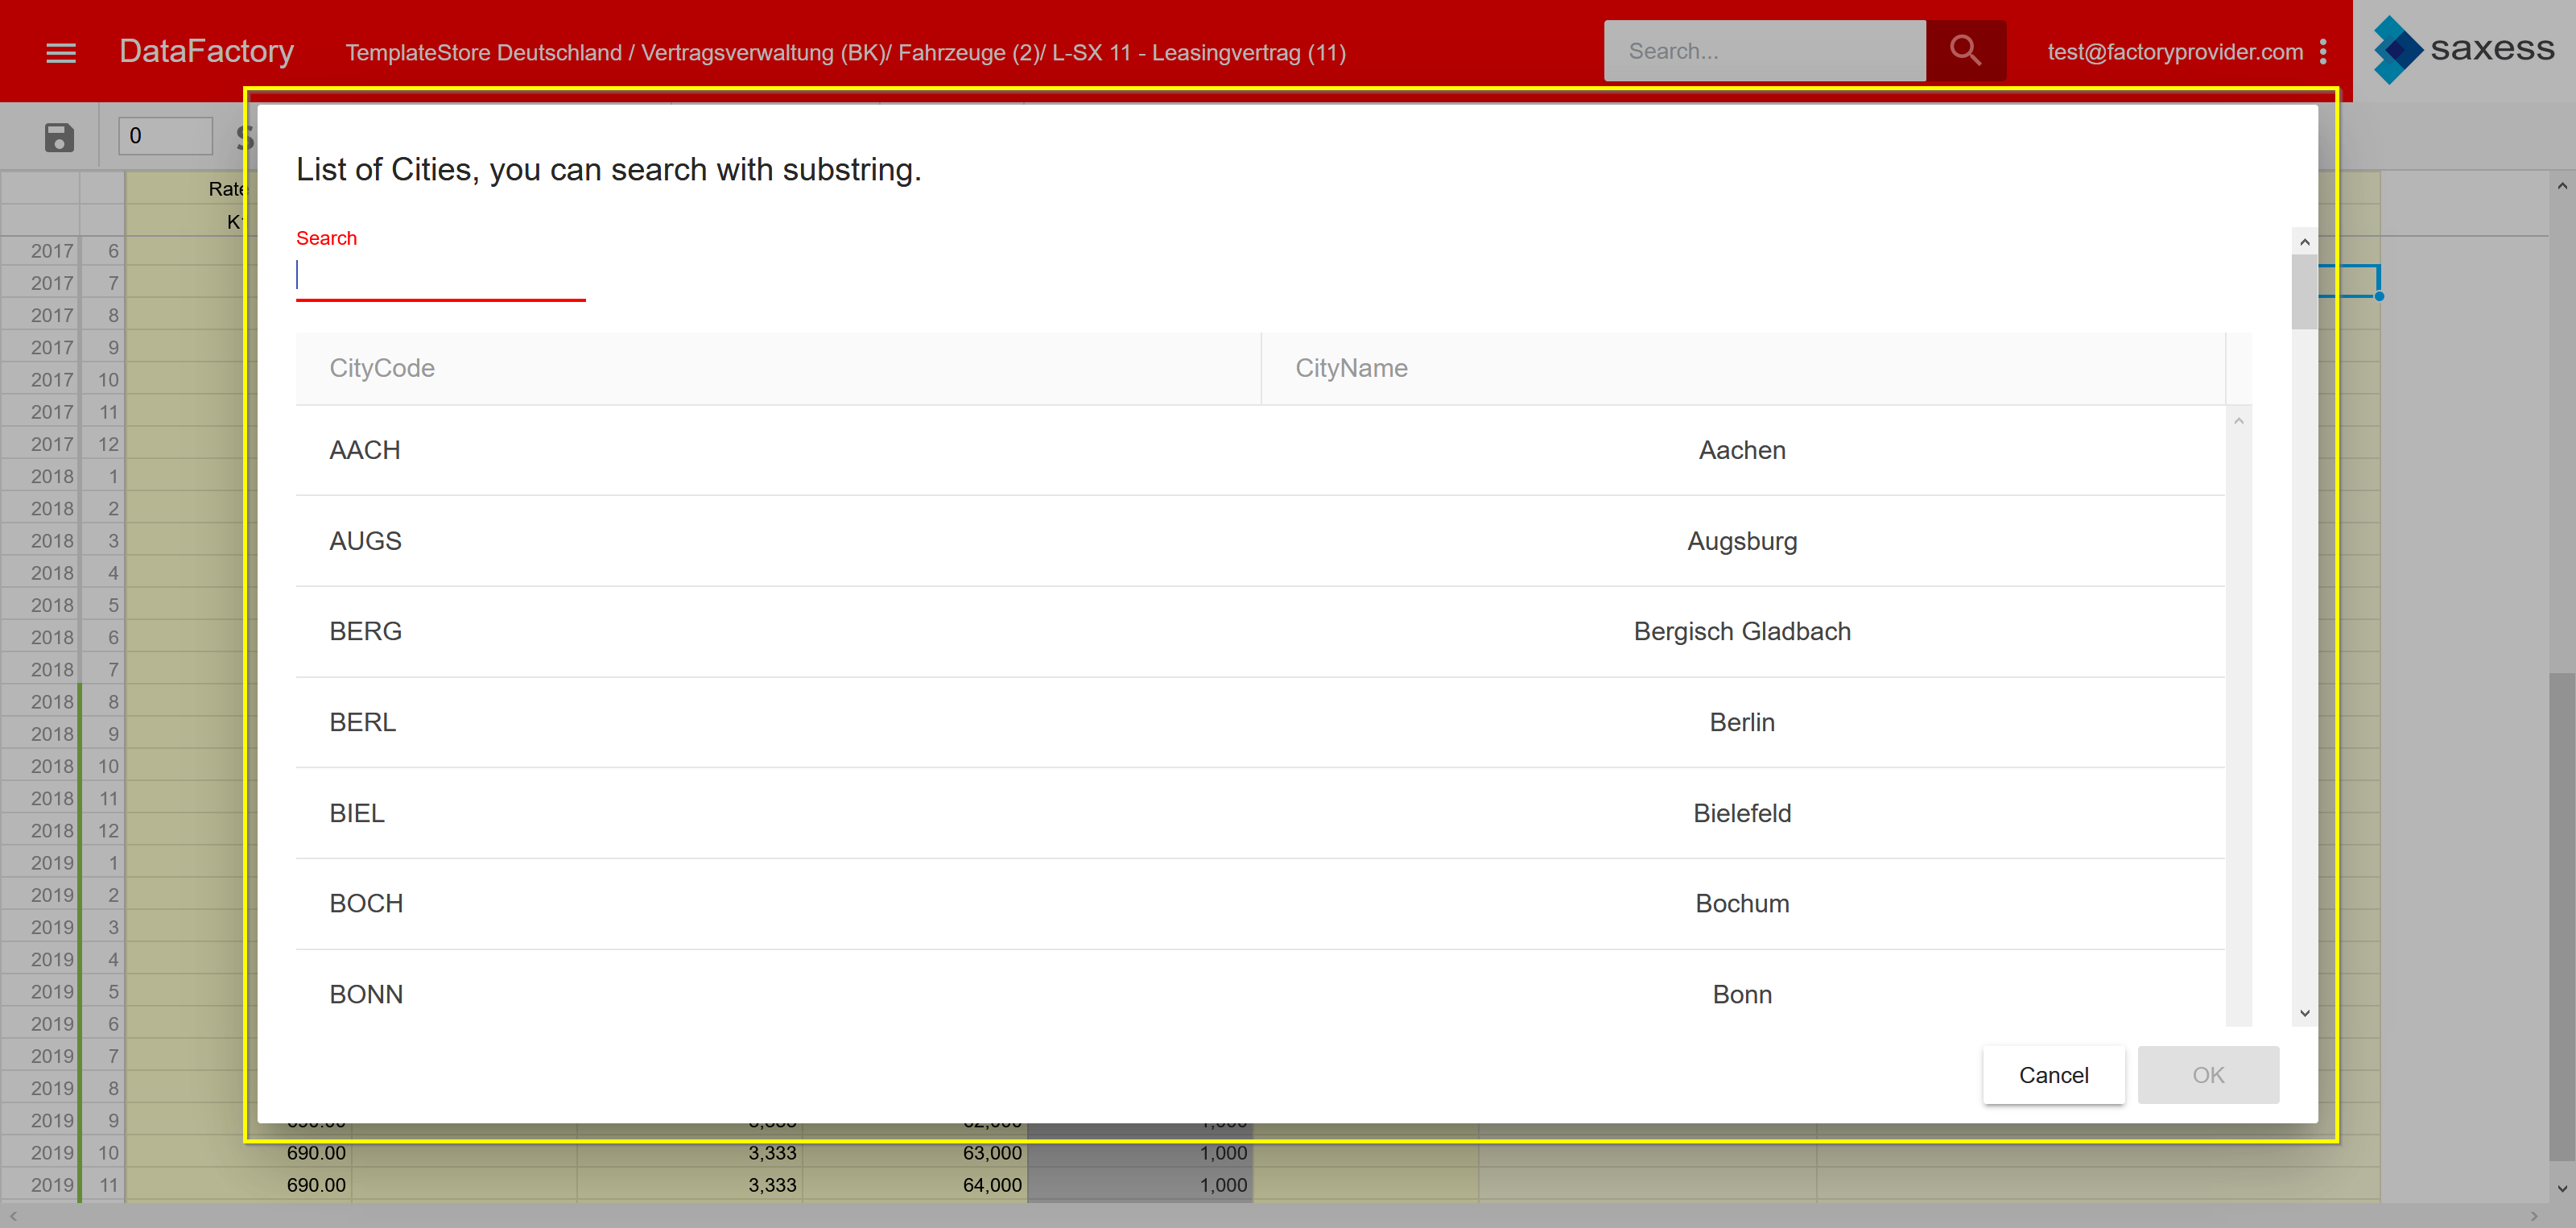 DataFactory TemplateStore Deutschland / Vertragsverwaltung (BK)/ Fahrzeuge (2)/ L-SX 11 - Leasingvertrag (11) Search... test@factoryprovider.com saxess
0
List of Cities, you can search with substring.
Rate
Search
2017 6
2017 7
2017 8
2017 9
2017 10
2017 11
2017 12
2018 1
2018 2
2018 3
2018 4
2018 5
2018 6
2018 7
2018 8
2018 9
2018 10
2018 11
2018 12
2019 1
2019 2
2019 3
2019 4
2019 5
2019 6
2019 7
2019 8
2019 9
2019 10 690.00 3,333 63,000 1,000
2019 11 690.00 3,333 64,000 1,000
CityCode CityName
AACH Aachen
AUGS Augsburg
BERG Bergisch Gladbach
BERL Berlin
BIEL Bielefeld
BOCH Bochum
BONN Bonn
Cancel OK